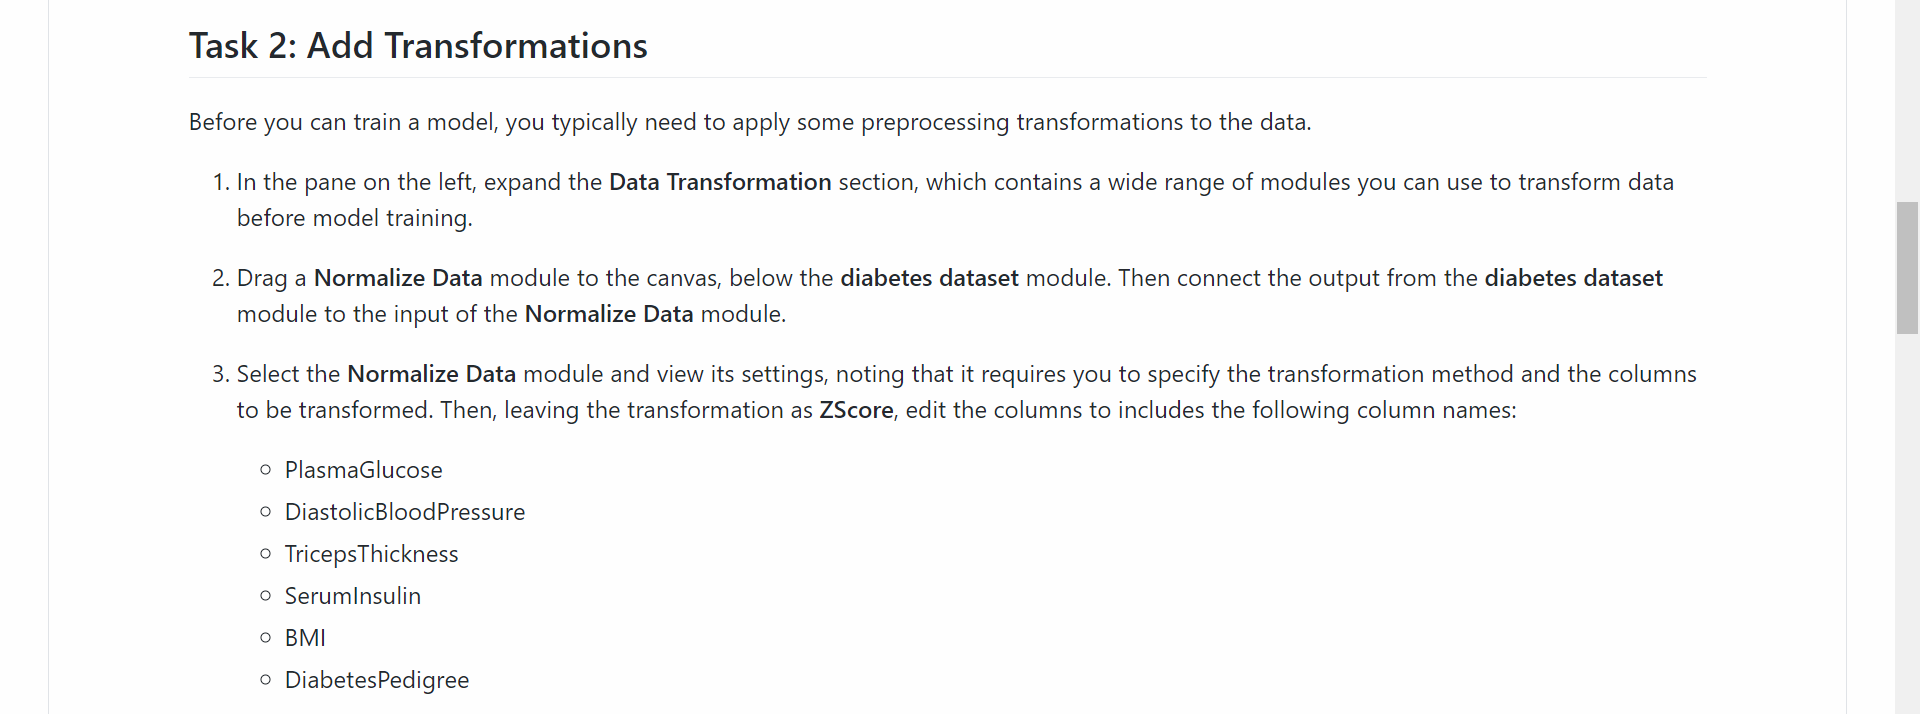 Task 2: Add Transformations
Before you can train a model, you typically need to apply some preprocessing transformations to the data.
1. In the pane on the left, expand the Data Transformation section, which contains a wide range of modules you can use to transform data
before model training.
2. Drag a Normalize Data module to the canvas, below the diabetes dataset module. Then connect the output from the diabetes dataset
module to the input of the Normalize Data module.
3. Select the Normalize Data module and view its settings, noting that it requires you to specify the transformation method and the columns
to be transformed. Then, leaving the transformation as ZScore, edit the columns to includes the following column names:
○ PlasmaGlucose
○ DiastolicBloodPressure
○ TricepsThickness
○ SerumInsulin
○ BMI
○ DiabetesPedigree